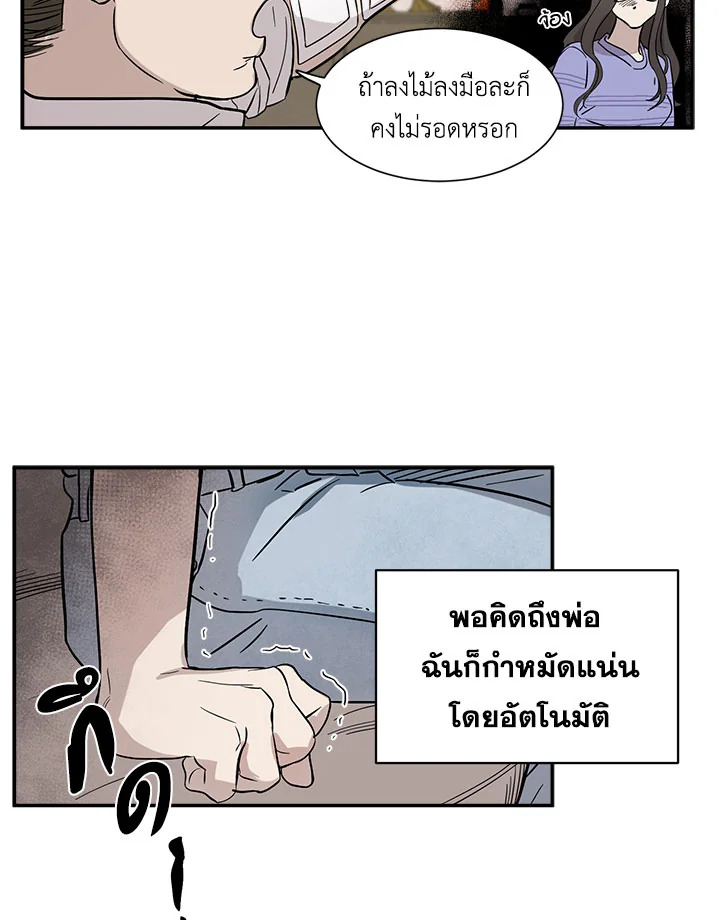 จ้อง
ถ้าลงไม้ลงมือละก็
คงไม่รอดหรอก
พอคิดถึงพ่อ
ฉันก็กำหมัดแน่น
โดยอัตโนมัติ